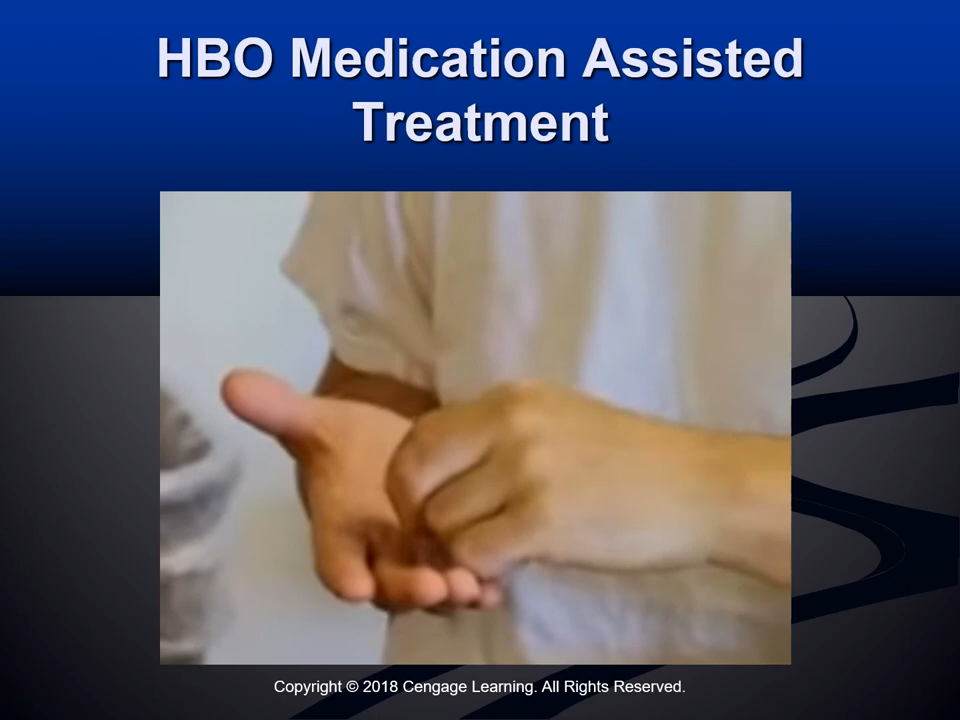 HBO Medication Assisted
Treatment
Copyright © 2018 Cengage Learning. All Rights Reserved.